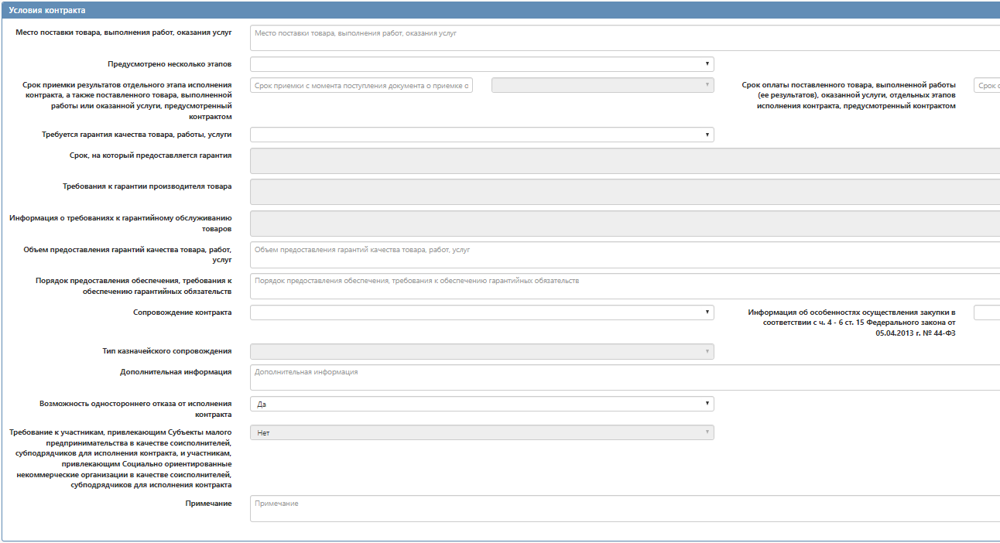 Условия контракта
Место поставки товара, выполнения работ, оказания услуг
Место поставки товара, выполнения работ, оказания услуг
Предусмотрено несколько этапов
Срок приемки результатов отдельного этапа исполнения
контракта, а также поставленного товара, выполненной
работы или оказанной услуги, предусмотренный
контрактом
Срок приемки с момента поступления документа о приемке о
Срок оплаты поставленного товара, выполненной работы
(ее результатов), оказанной услуги, отдельных этапов
исполнения контракта, предусмотренный контрактом
Срок о
Требуется гарантия качества товара, работы, услуги
Срок, на который предоставляется гарантия
Требования к гарантии производителя товара
Информация о требованиях к гарантийному обслуживанию
товаров
Объем предоставления гарантий качества товара, работ,
услуг
Объем предоставления гарантий качества товара, работ, услуг
Порядок предоставления обеспечения, требования к
обеспечению гарантийных обязательств
Порядок предоставления обеспечения, требования к обеспечению гарантийных обязательств
Сопровождение контракта
Информация об особенностях осуществления закупки в
соответствии с ч. 4 - 6 ст. 15 Федерального закона от
05.04.2013 г. № 44-ФЗ
Тип казначейского сопровождения
Дополнительная информация
Дополнительная информация
Возможность одностороннего отказа от исполнения
контракта
Да
Требование к участникам, привлекающим Субъекты малого
предпринимательства в качестве соисполнителей,
субподрядчиков для исполнения контракта, и участникам,
привлекающим Социально ориентированные
некоммерческие организации в качестве соисполнителей,
субподрядчиков для исполнения контракта
Нет
Примечание
Примечание